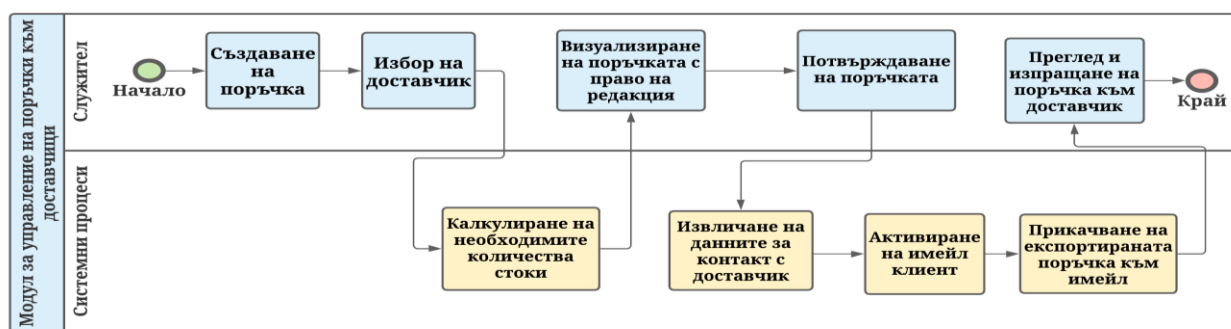 Модул за управление на поръчки към
доставчици
Служител
Начало
Създаване
на
поръчка
Избор на
доставчик
Визуализиране
на поръчката с
право на
редакция
Потвърждаване
на поръчката
Преглед и
изпращане на
поръчка към
доставчик
Край
Системни процеси
Калкулиране на
необходимите
количества
стоки
Извличане на
данните за
контакт с
доставчик
Активиране
на имейл
клиент
Прикачване на
експортираната
поръчка към
имейл